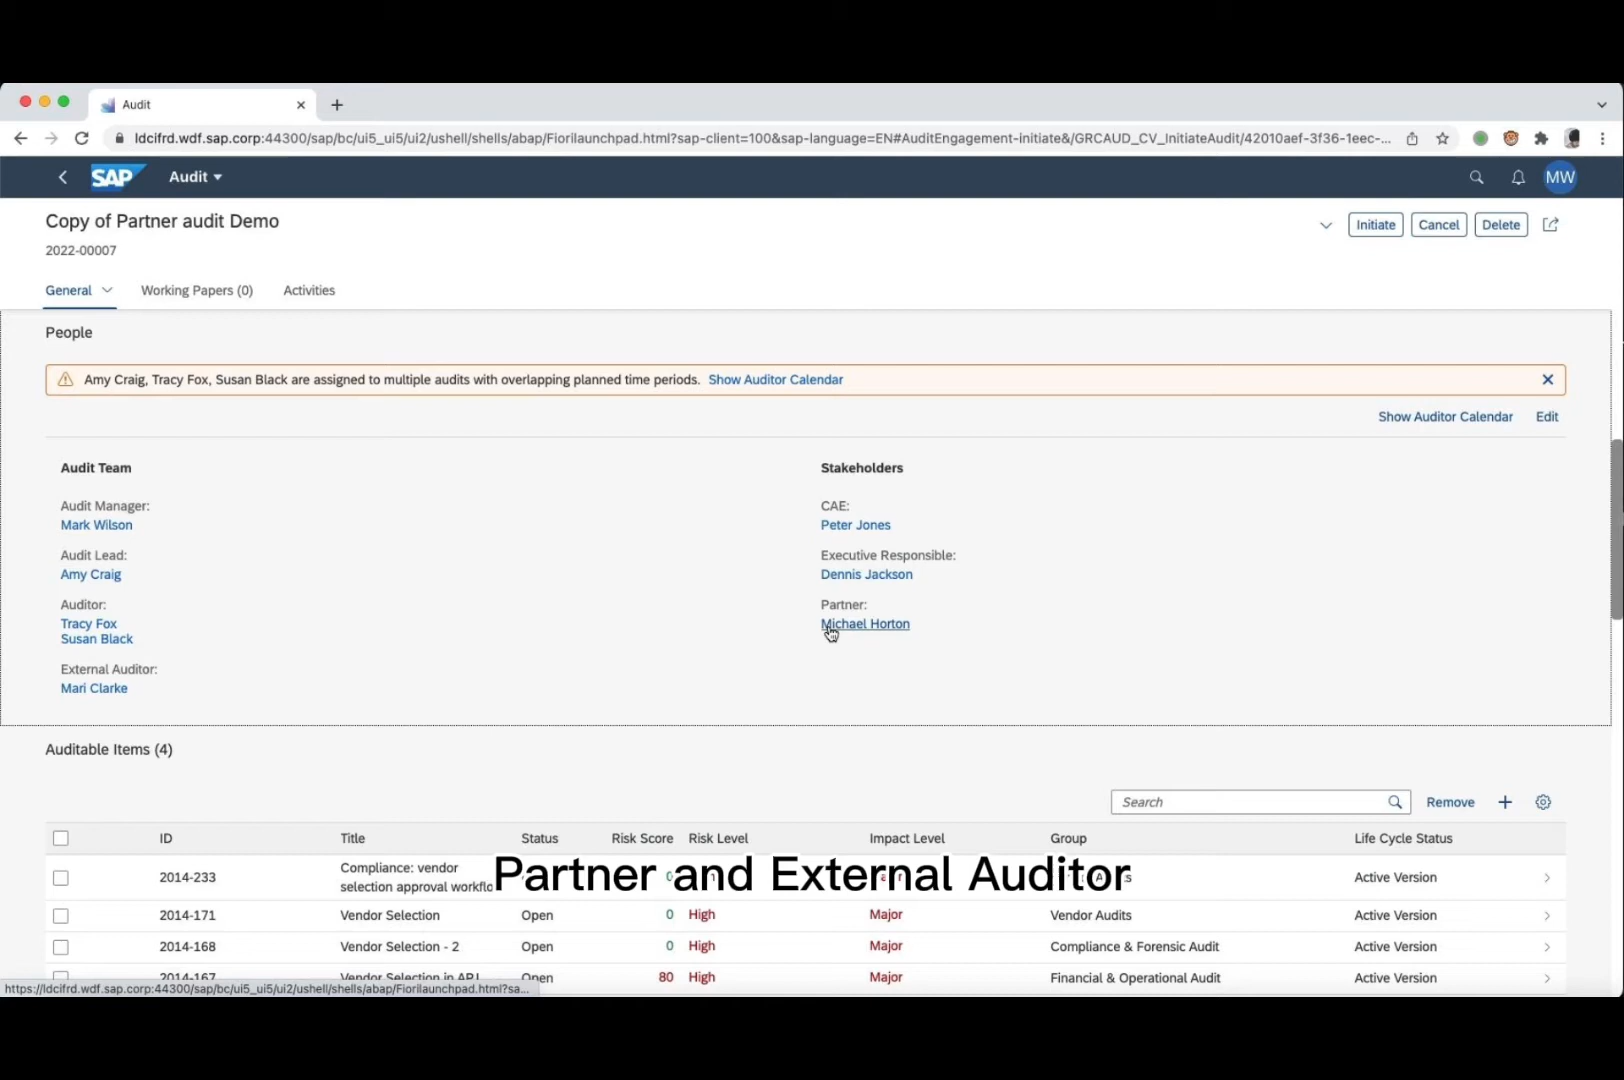 Audit
ldcifrd.wdf.sap.corp:44300/sap/bc/ui5_ui5/ui2/ushell/shells/abap/Fiorilaunchpad.html?sap-client=100&sap-language=EN#AuditEngagement-initiate&/GRCAUD_CV_InitiateAudit/42010aef-3f36-1eec-...
SAP Audit MW
Copy of Partner audit Demo
Initiate Cancel Delete
2022-00007
General Working Papers (0) Activities
People
Amy Craig, Tracy Fox, Susan Black are assigned to multiple audits with overlapping planned time periods. Show Auditor Calendar
Show Auditor Calendar Edit
Audit Team
Audit Manager:
Mark Wilson
Audit Lead:
Amy Craig
Auditor:
Tracy Fox
Susan Black
External Auditor:
Mari Clarke
Stakeholders
CAE:
Peter Jones
Executive Responsible:
Dennis Jackson
Partner:
Michael Horton
Auditable Items (4)
Search Remove
ID Title Status Risk Score Risk Level Impact Level Group Life Cycle Status
2014-233 Compliance: vendor
selection approval workflo Active Version
Partner and External Auditor
2014-171 Vendor Selection Open 0 High Major Vendor Audits Active Version
2014-168 Vendor Selection - 2 Open 0 High Major Compliance & Forensic Audit Active Version
2014-167 Vendor Selection in APJ Open 80 High Major Financial & Operational Audit Active Version
https://ldcifrd.wdf.sap.corp:44300/sap/bc/ui5_ui5/ui2/ushell/shells/abap/Fiorilaunchpad.html?sa...